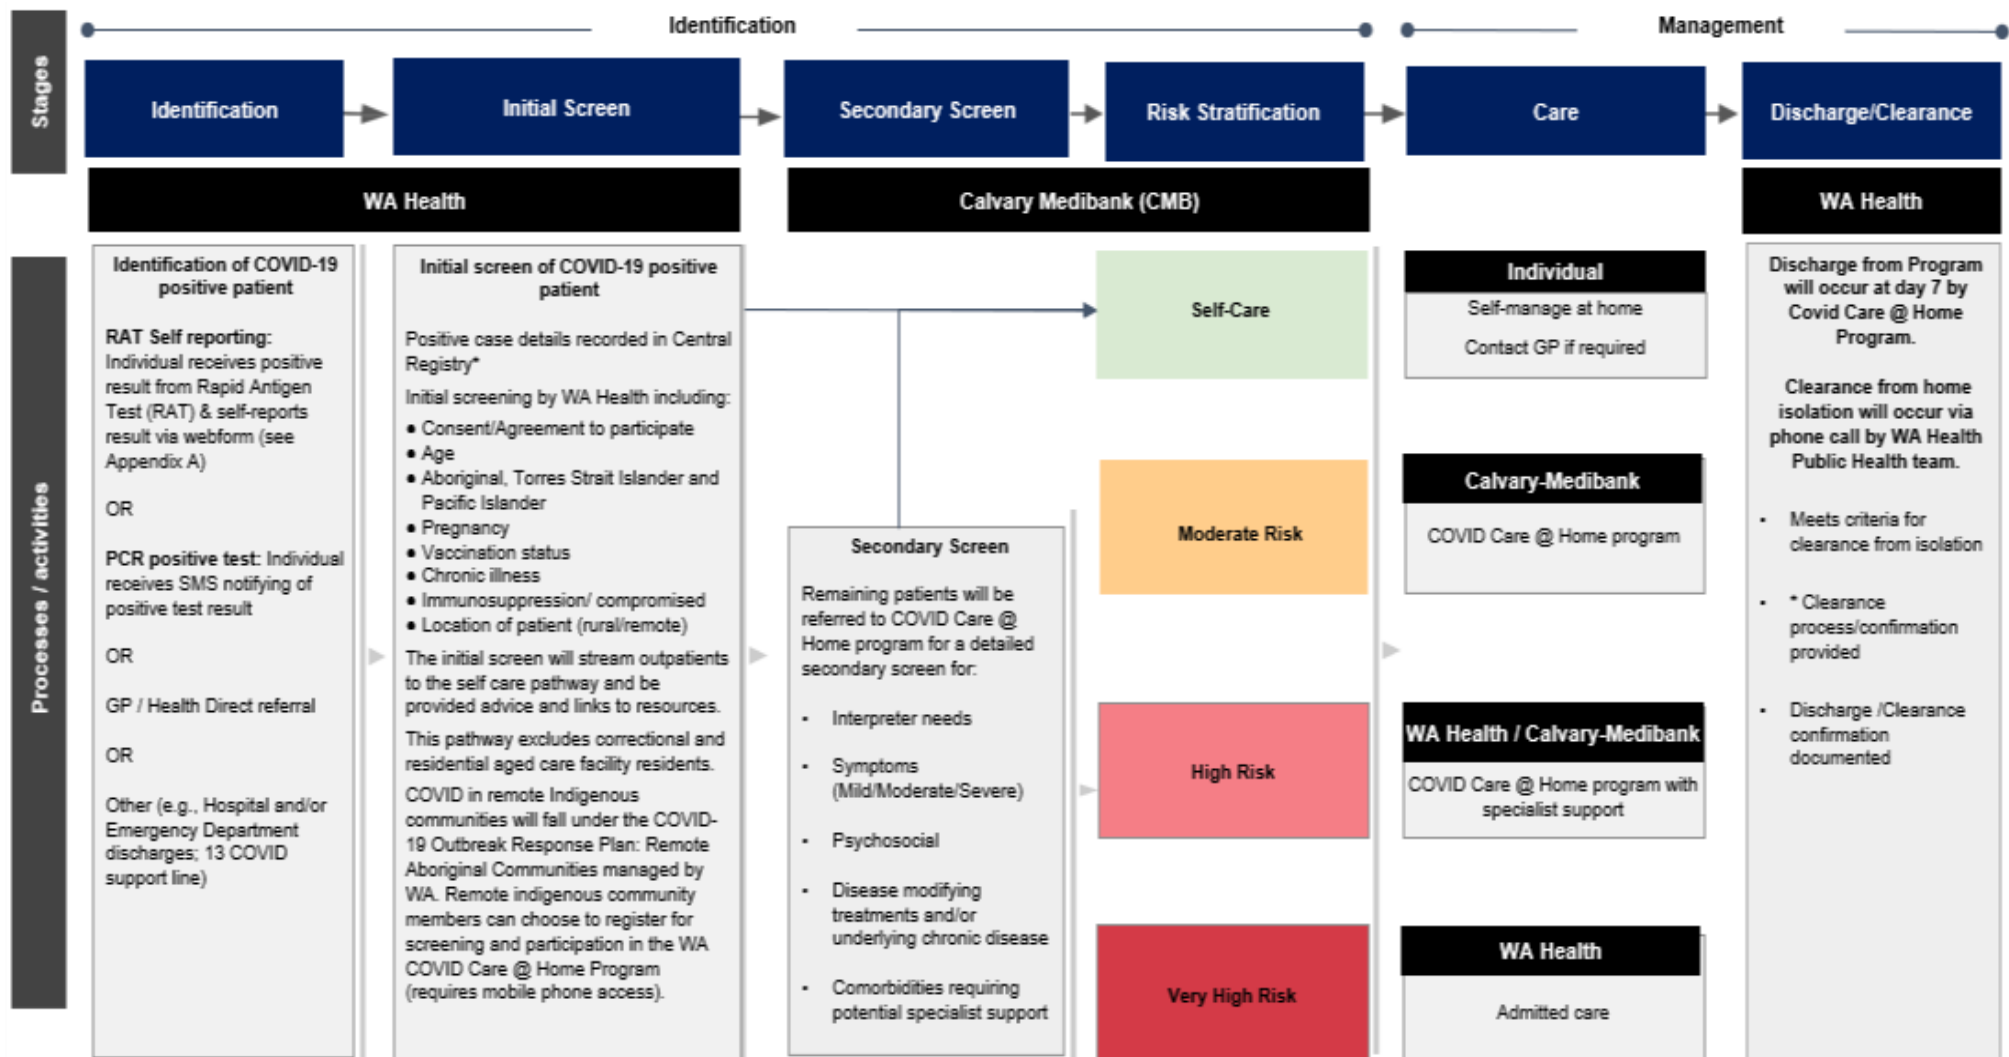 Identification
Management
Stages
Identification
Initial Screen
Secondary Screen
Risk Stratification
Care
Discharge/Clearance
WA Health
Calvary Medibank (CMB)
WA Health
Processes / activities
Identification of COVID-19
positive patient
RAT Self reporting:
Individual receives positive
result from Rapid Antigen
Test (RAT) & self-reports
result via webform (see
Appendix A)
OR
PCR positive test: Individual
receives SMS notifying of
positive test result
OR
GP / Health Direct referral
OR
Other (e.g., Hospital and/or
Emergency Department
discharges; 13 COVID
support line)
Initial screen of COVID-19 positive
patient
Positive case details recorded in Central
Registry*
Initial screening by WA Health including:
● Consent/Agreement to participate
● Age
● Aboriginal, Torres Strait Islander and
Pacific Islander
● Pregnancy
● Vaccination status
● Chronic illness
● Immunosuppression/ compromised
● Location of patient (rural/remote)
The initial screen will stream outpatients
to the self care pathway and be
provided advice and links to resources.
This pathway excludes correctional and
residential aged care facility residents.
COVID in remote Indigenous
communities will fall under the COVID-
19 Outbreak Response Plan: Remote
Aboriginal Communities managed by
WA. Remote indigenous community
members can choose to register for
screening and participation in the WA
COVID Care @ Home Program
(requires mobile phone access).
Secondary Screen
Remaining patients will be
referred to COVID Care @
Home program for a detailed
secondary screen for:
▪ Interpreter needs
▪ Symptoms
(Mild/Moderate/Severe)
▪ Psychosocial
▪ Disease modifying
treatments and/or
underlying chronic disease
▪ Comorbidities requiring
potential specialist support
Self-Care
Moderate Risk
High Risk
Very High Risk
Individual
Self-manage at home
Contact GP if required
Calvary-Medibank
COVID Care @ Home program
WA Health / Calvary-Medibank
COVID Care @ Home program with
specialist support
WA Health
Admitted care
Discharge from Program
will occur at day 7 by
Covid Care @ Home
Program.
Clearance from home
isolation will occur via
phone call by WA Health
Public Health team.
▪ Meets criteria for
clearance from isolation
▪ * Clearance
process/confirmation
provided
▪ Discharge /Clearance
confirmation
documented